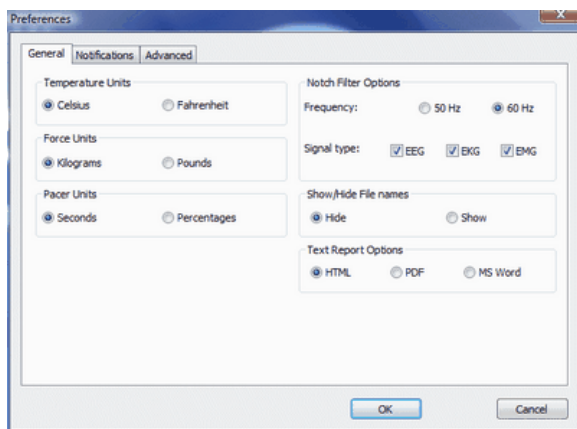 Preferences
General Notifications Advanced
Temperature Units
Celsius Fahrenheit
Force Units
Kilograms Pounds
Pacer Units
Seconds Percentages
Notch Filter Options
Frequency: 50 Hz 60 Hz
Signal type: EEG EKG EMG
Show/Hide File names
Hide Show
Text Report Options
HTML PDF MS Word
OK Cancel